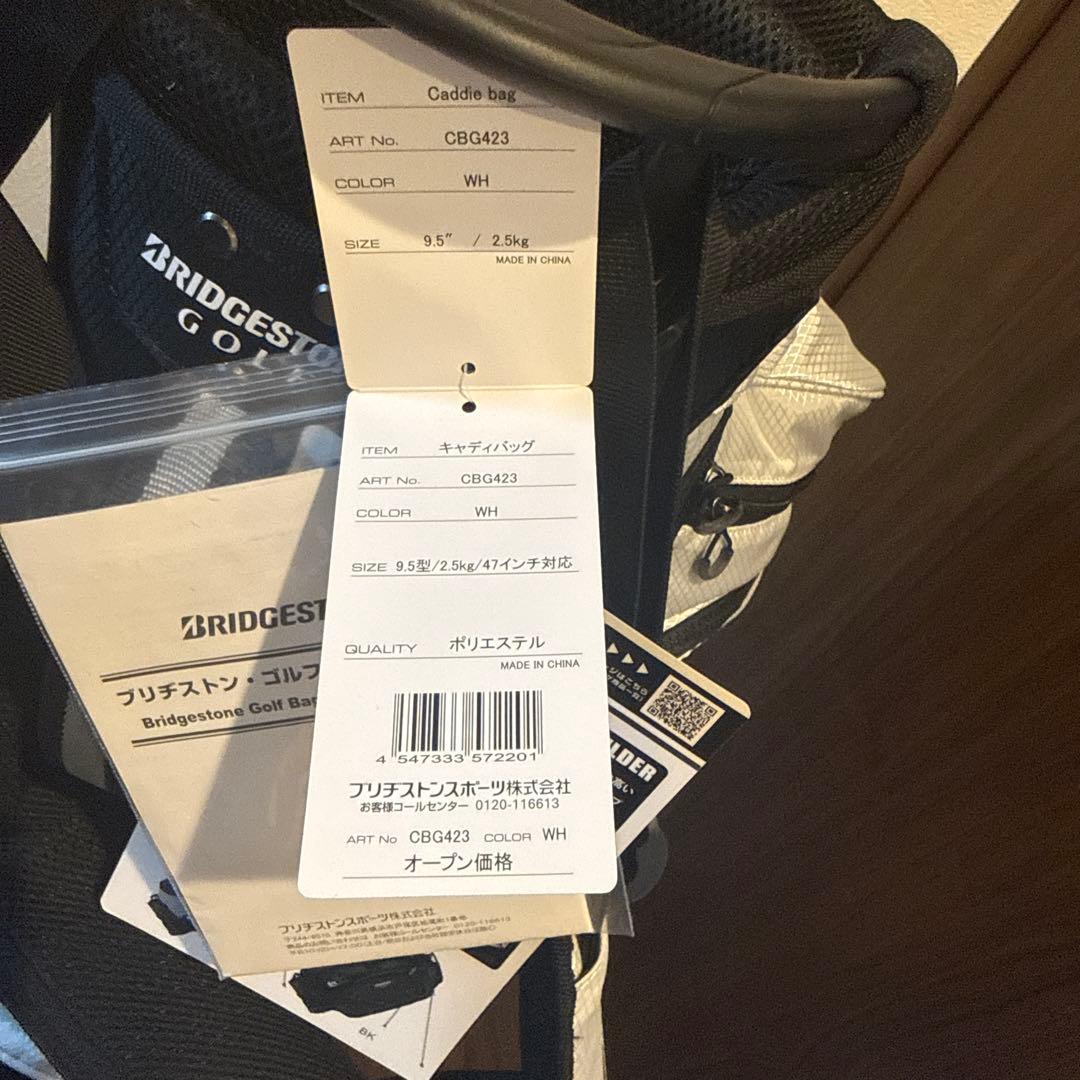 ITEM Caddie bag
ART No. CBG423
COLOR WH
SIZE 9.5" / 2.5kg
MADE IN CHINA
BRIDGESTO
GOLF
ITEM キャディバッグ
ART No. CBG423
COLOR WH
SIZE 9.5型/2.5kg/47インチ対応
QUALITY ポリエステル
MADE IN CHINA
4 547333 572201
ブリヂストンスポーツ株式会社
お客様コールセンター 0120-116613
ART No CBG423 COLOR WH
オープン価格
BRIDGEST
ブリヂストン・ゴルフ
Bridgestone Golf Bag
ブリヂストンスポーツ株式会社
LDER
高い
BK